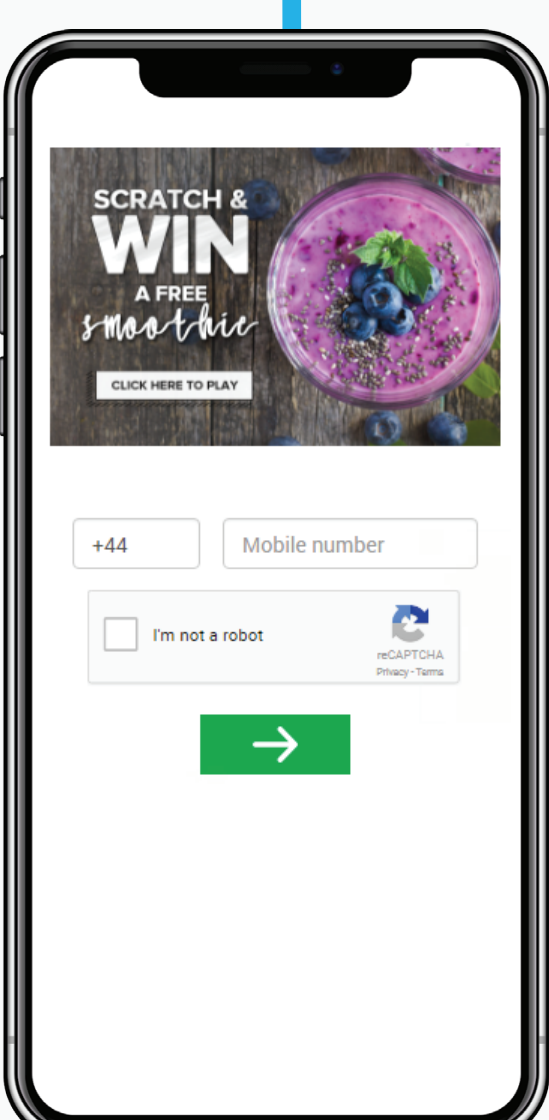 SCRATCH &
WIN
A FREE
smoothie
CLICK HERE TO PLAY
+44
Mobile number
I'm not a robot
reCAPTCHA
Privacy - Terms